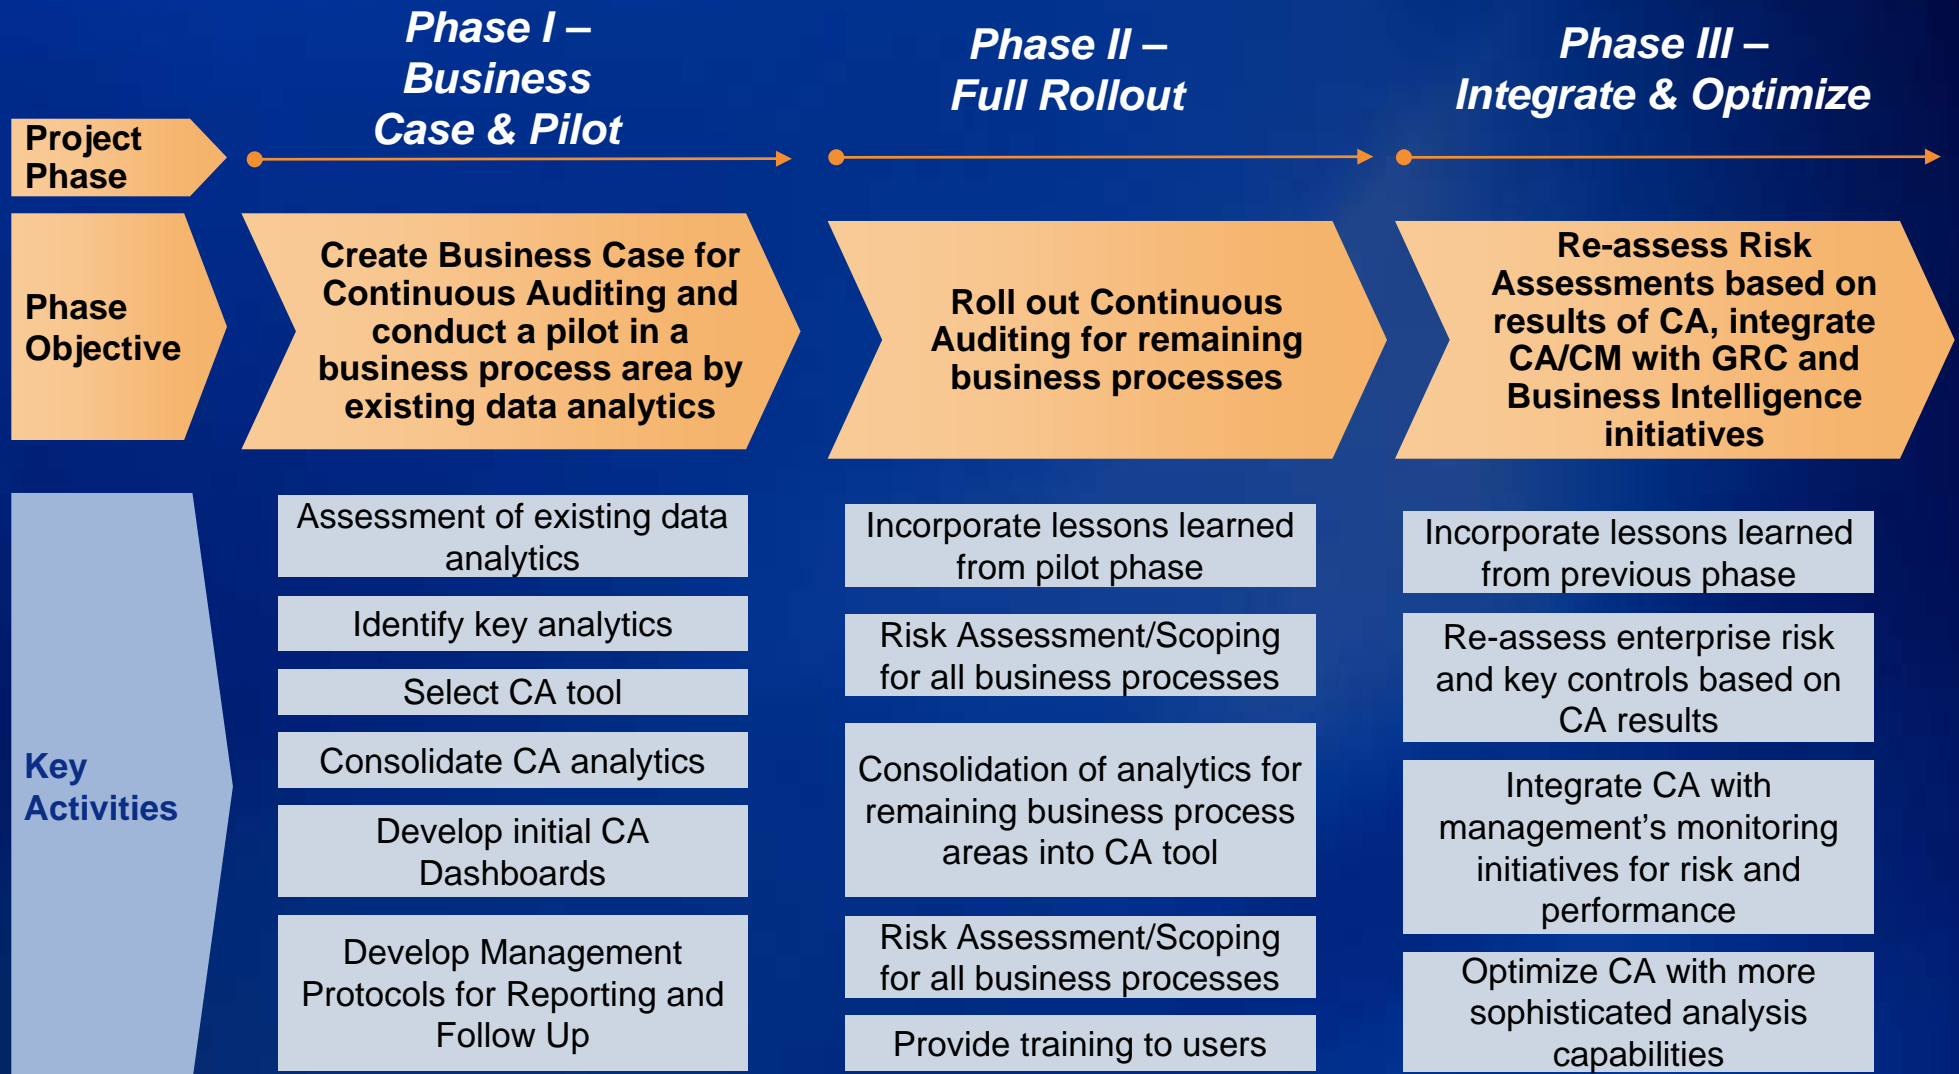 Phase I –
Business
Case & Pilot
Phase II –
Full Rollout
Phase III –
Integrate & Optimize
Project
Phase
Phase
Objective
Create Business Case for
Continuous Auditing and
conduct a pilot in a
business process area by
existing data analytics
Roll out Continuous
Auditing for remaining
business processes
Re-assess Risk
Assessments based on
results of CA, integrate
CA/CM with GRC and
Business Intelligence
initiatives
Key
Activities
Assessment of existing data
analytics
Identify key analytics
Select CA tool
Consolidate CA analytics
Develop initial CA
Dashboards
Develop Management
Protocols for Reporting and
Follow Up
Incorporate lessons learned
from pilot phase
Risk Assessment/Scoping
for all business processes
Consolidation of analytics for
remaining business process
areas into CA tool
Risk Assessment/Scoping
for all business processes
Provide training to users
Incorporate lessons learned
from previous phase
Re-assess enterprise risk
and key controls based on
CA results
Integrate CA with
management’s monitoring
initiatives for risk and
performance
Optimize CA with more
sophisticated analysis
capabilities